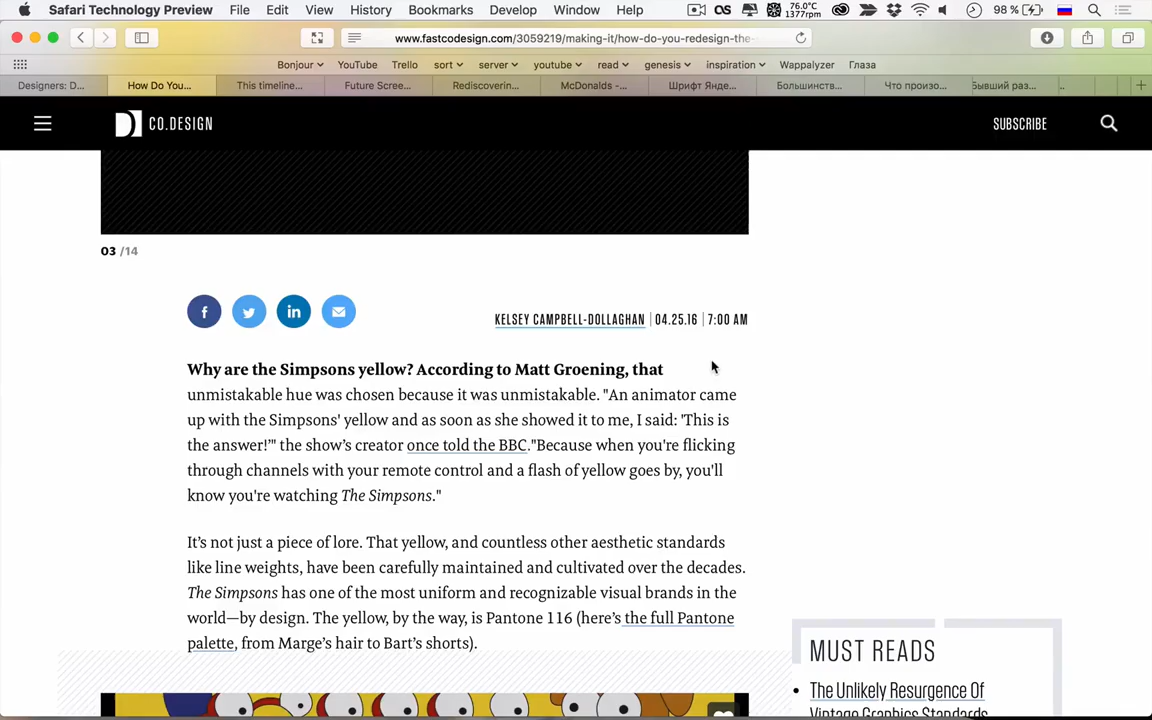 Safari Technology Preview File Edit View History Bookmarks Develop Window Help OS 76.0°C 1377rpm 98 %
www.fastcodesign.com/3059219/making-it/how-do-you-redesign-the-
Bonjour YouTube Trello sort server youtube read genesis inspiration Wappalyzer Глаза
Designers: D... How Do You... This timeline... Future Scree... Rediscoverin... McDonalds -... Шрифт Янде... Большинств... Что произо... Бывший раз...
CO.DESIGN SUBSCRIBE
03 /14
f in
KELSEY CAMPBELL-DOLLAGHAN | 04.25.16 | 7:00 AM
Why are the Simpsons yellow? According to Matt Groening, that
unmistakable hue was chosen because it was unmistakable. "An animator came
up with the Simpsons' yellow and as soon as she showed it to me, I said: 'This is
the answer!'" the show's creator once told the BBC."Because when you're flicking
through channels with your remote control and a flash of yellow goes by, you'll
know you're watching The Simpsons."
It's not just a piece of lore. That yellow, and countless other aesthetic standards
like line weights, have been carefully maintained and cultivated over the decades.
The Simpsons has one of the most uniform and recognizable visual brands in the
world—by design. The yellow, by the way, is Pantone 116 (here's the full Pantone
palette, from Marge's hair to Bart's shorts).
MUST READS
• The Unlikely Resurgence Of
Vintage Graphics Standards